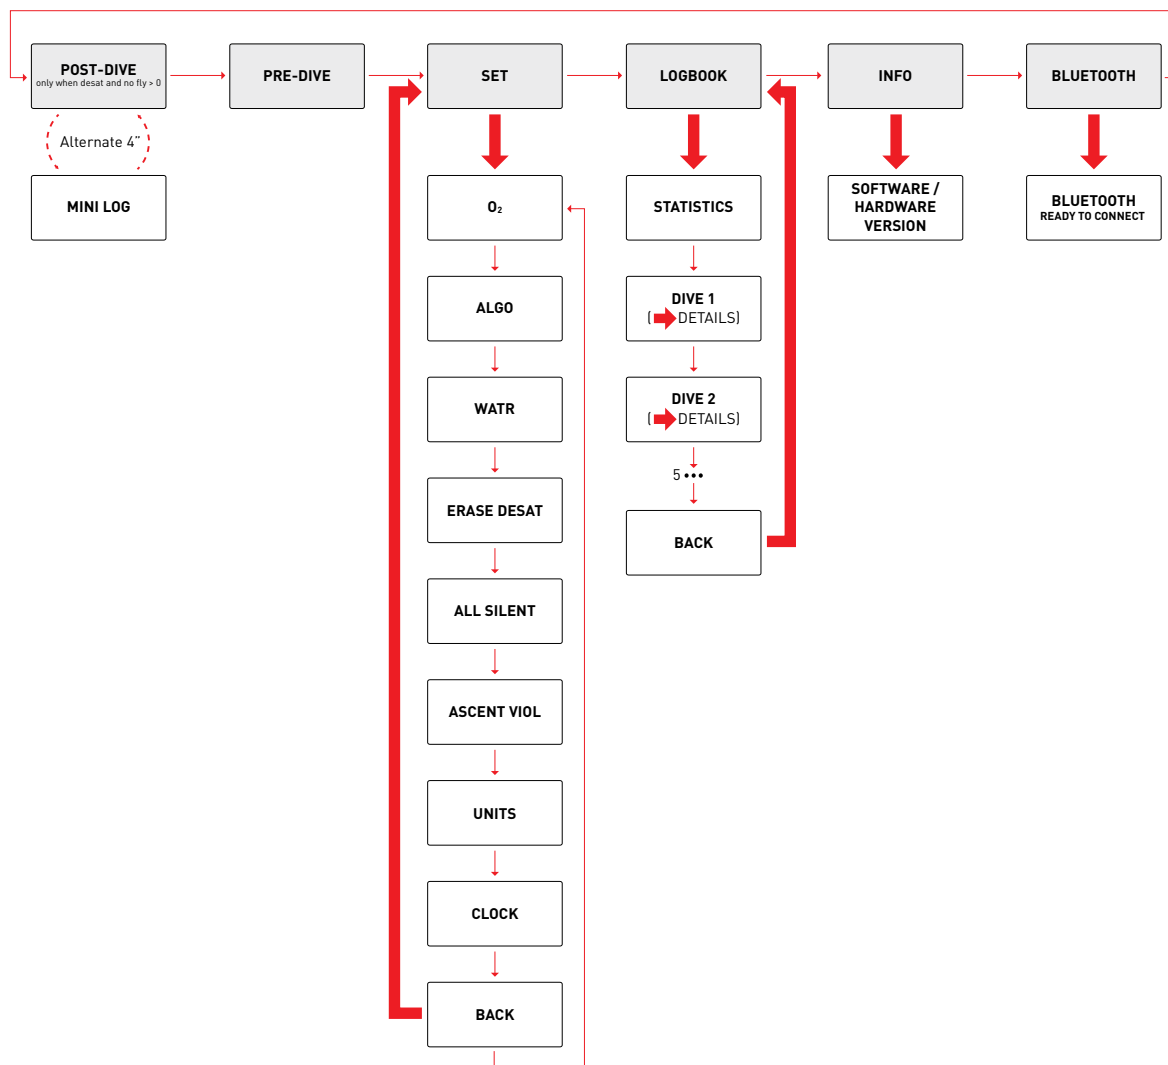 POST-DIVE
only when desat and no fly > 0
PRE-DIVE
SET
LOGBOOK
INFO
BLUETOOTH
Alternate 4”
MINI LOG
O₂
STATISTICS
SOFTWARE /
HARDWARE
VERSION
BLUETOOTH
READY TO CONNECT
ALGO
DIVE 1
( DETAILS)
WATR
DIVE 2
( DETAILS)
5 •••
ERASE DESAT
BACK
ALL SILENT
ASCENT VIOL
UNITS
CLOCK
BACK